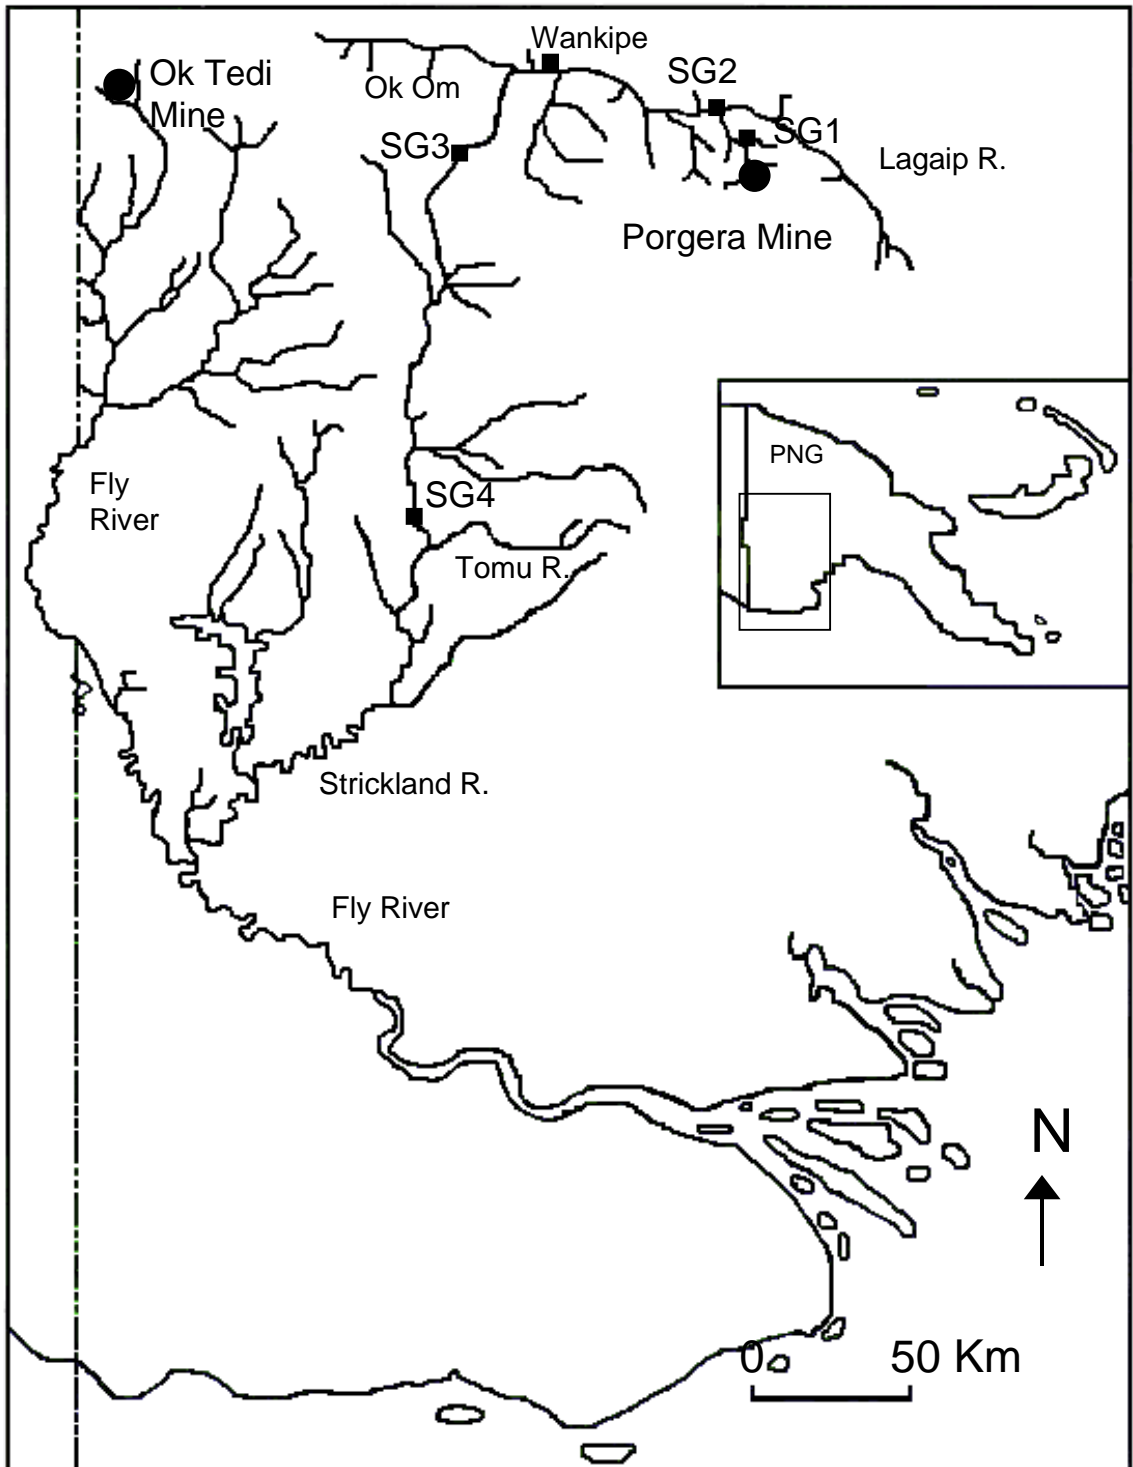 Wankipe
Ok Tedi
Mine
Ok Om
SG2
SG3
SG1
Lagaip R.
Porgera Mine
PNG
Fly
River
SG4
Tomu R.
Strickland R.
Fly River
N
0
50 Km